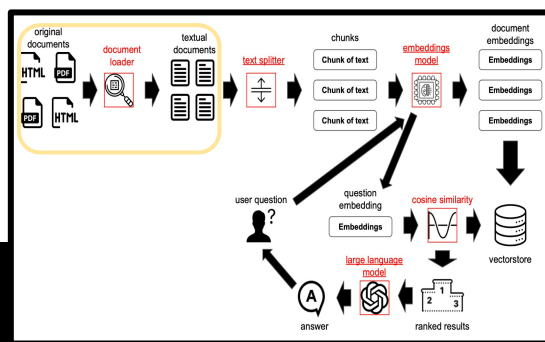 original
documents
HTML
PDF
PDF
HTML
document
loader
textual
documents
text splitter
chunks
Chunk of text
Chunk of text
Chunk of text
embeddings
model
document
embeddings
Embeddings
Embeddings
Embeddings
user question
?
question
embedding
Embeddings
cosine similarity
vectorstore
large language
model
A
answer
1
2
3
ranked results